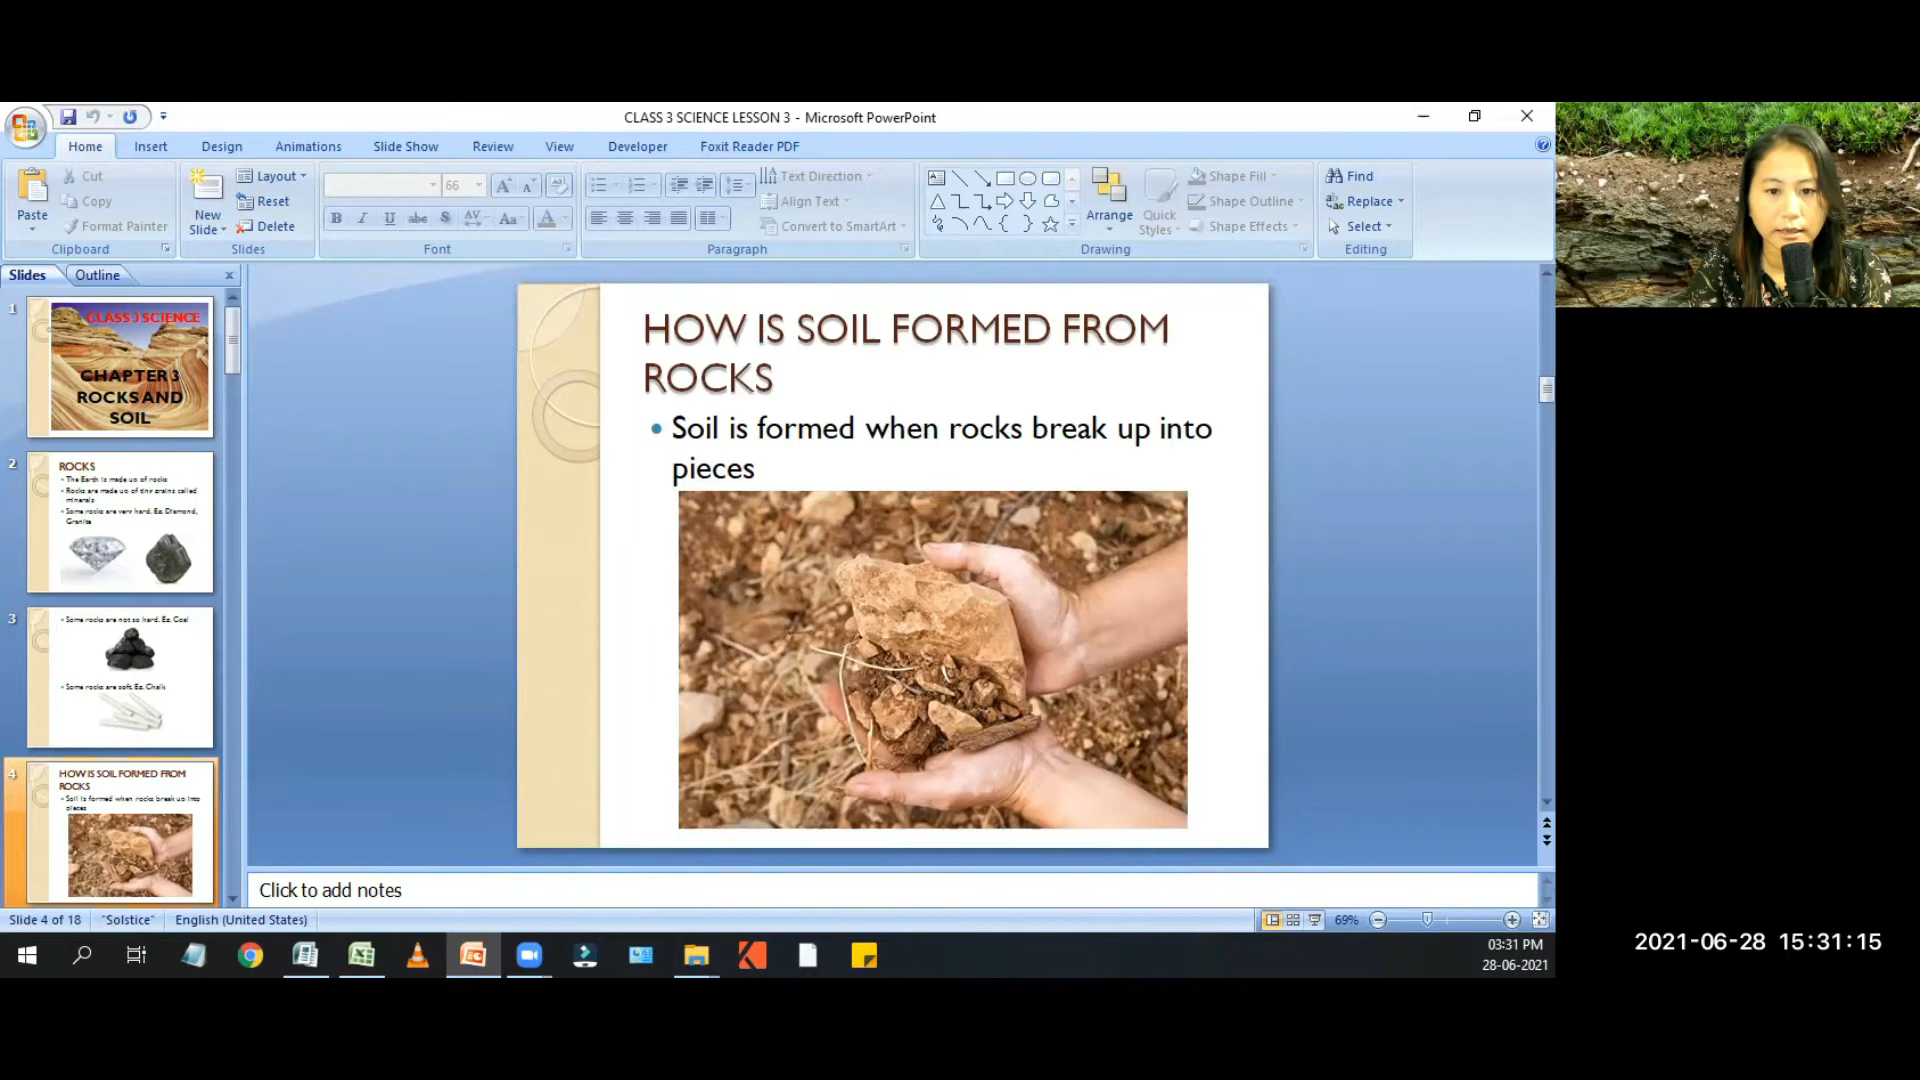 CLASS 3 SCIENCE LESSON 3 - Microsoft PowerPoint
Home Insert Design Animations Slide Show Review View Developer Foxit Reader PDF
Paste
Cut
Copy
Format Painter
Clipboard
New
Slide
Layout
Reset
Delete
Slides
66
Font
Text Direction
Align Text
Convert to SmartArt
Paragraph
Arrange
Quick
Styles
Shape Fill
Shape Outline
Shape Effects
Drawing
Find
Replace
Select
Editing
Slides Outline
1
CLASS 3 SCIENCE
CHAPTER 3
ROCKS AND
SOIL
2
ROCKS
The Earth is made up of rocks
Rocks are made up of tiny grains called
minerals
Some rocks are very hard. Ex. Diamond,
Granite
3
Some rocks are not so hard. Ex. Coal
Some rocks are soft. Ex. Chalk
4
HOW IS SOIL FORMED FROM
ROCKS
Soil is formed when rocks break up into
pieces
HOW IS SOIL FORMED FROM
ROCKS
• Soil is formed when rocks break up into
pieces
Click to add notes
Slide 4 of 18 "Solstice" English (United States) 69%
03:31 PM
28-06-2021
2021-06-28 15:31:15